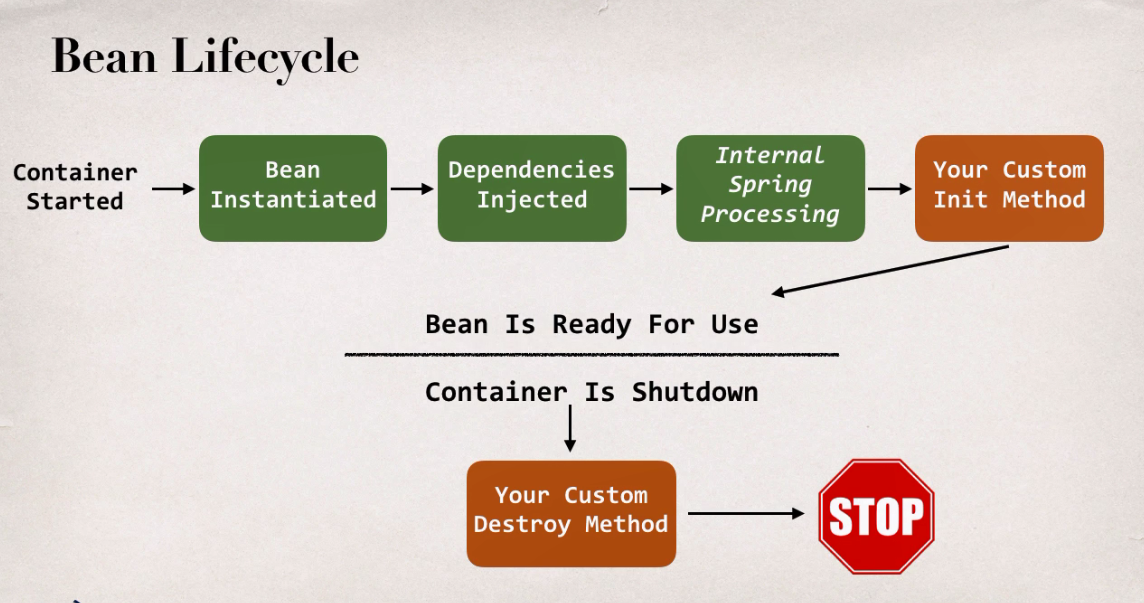 Bean Lifecycle
Container
Started
Bean
Instantiated
Dependencies
Injected
Internal
Spring
Processing
Your Custom
Init Method
Bean Is Ready For Use
Container Is Shutdown
Your Custom
Destroy Method
STOP